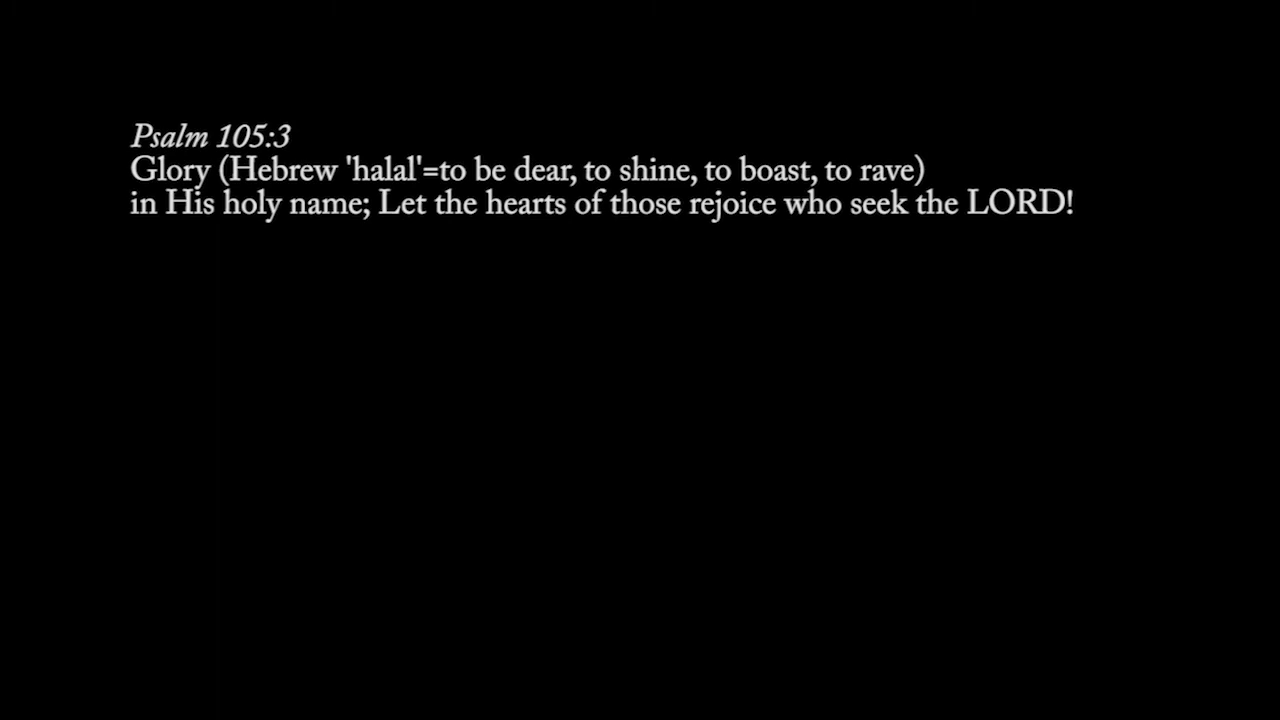 Psalm 105:3
Glory (Hebrew 'halal'=to be dear, to shine, to boast, to rave)
in His holy name; Let the hearts of those rejoice who seek the LORD!